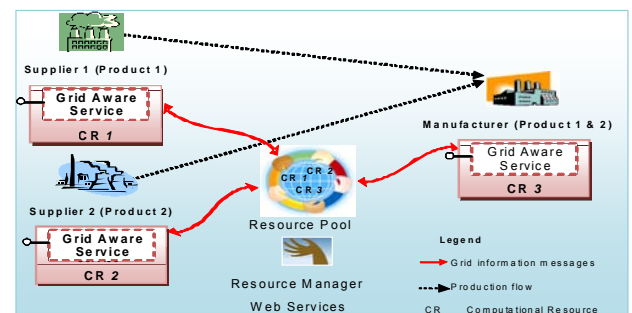 Supplier 1 (Product 1)
Grid Aware
Service
CR 1
Supplier 2 (Product 2)
Grid Aware
Service
CR 2
CR 1
CR 2
CR 3
Resource Pool
Resource Manager
Web Services
Manufacturer (Product 1 & 2)
Grid Aware
Service
CR 3
Legend
Grid information messages
Production flow
CR Computational Resource